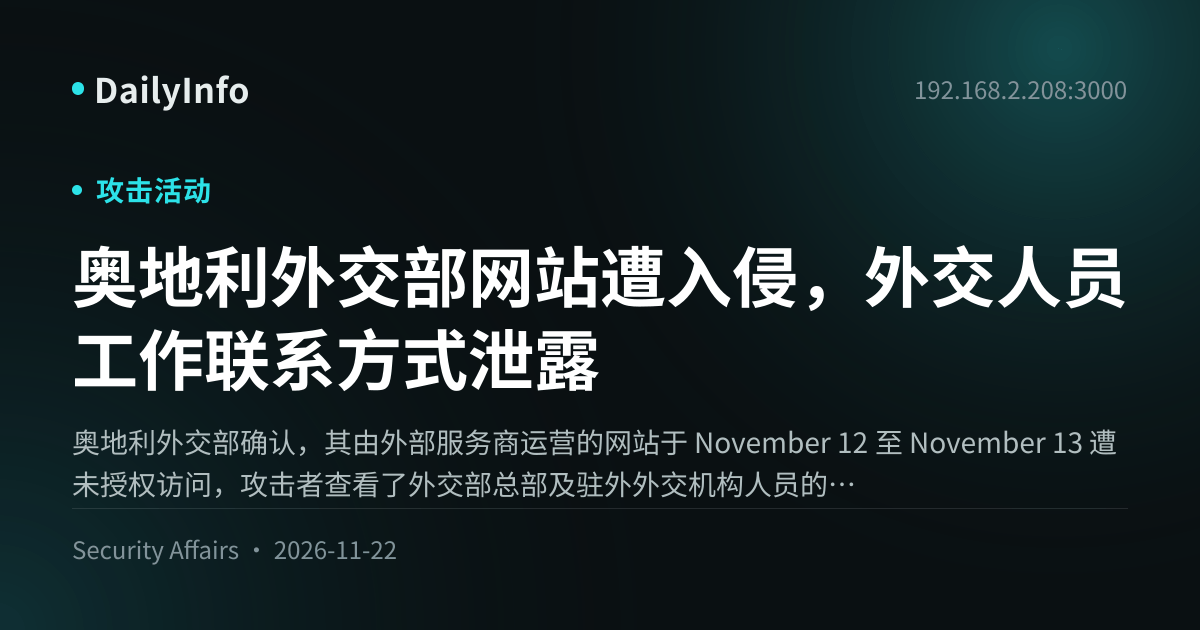 DailyInfo
192.168.2.208:3000
攻击活动
奥地利外交部网站遭入侵，外交人员
工作联系方式泄露
奥地利外交部确认，其由外部服务商运营的网站于 November 12 至 November 13 遭
未授权访问，攻击者查看了外交部总部及驻外外交机构人员的…
Security Affairs · 2026-11-22